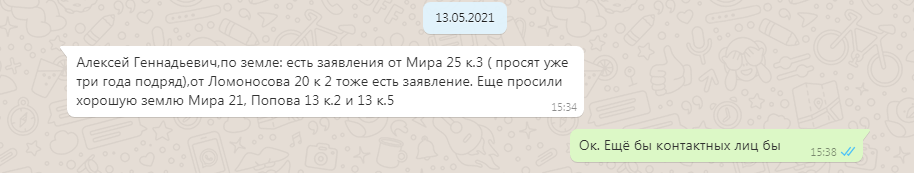 13.05.2021
Алексей Геннадьевич,по земле: есть заявления от Мира 25 к.3 ( просят уже
три года подряд),от Ломоносова 20 к 2 тоже есть заявление. Еще просили
хорошую землю Мира 21, Попова 13 к.2 и 13 к.5
15:34
Ок. Ещё бы контактных лиц бы
15:38